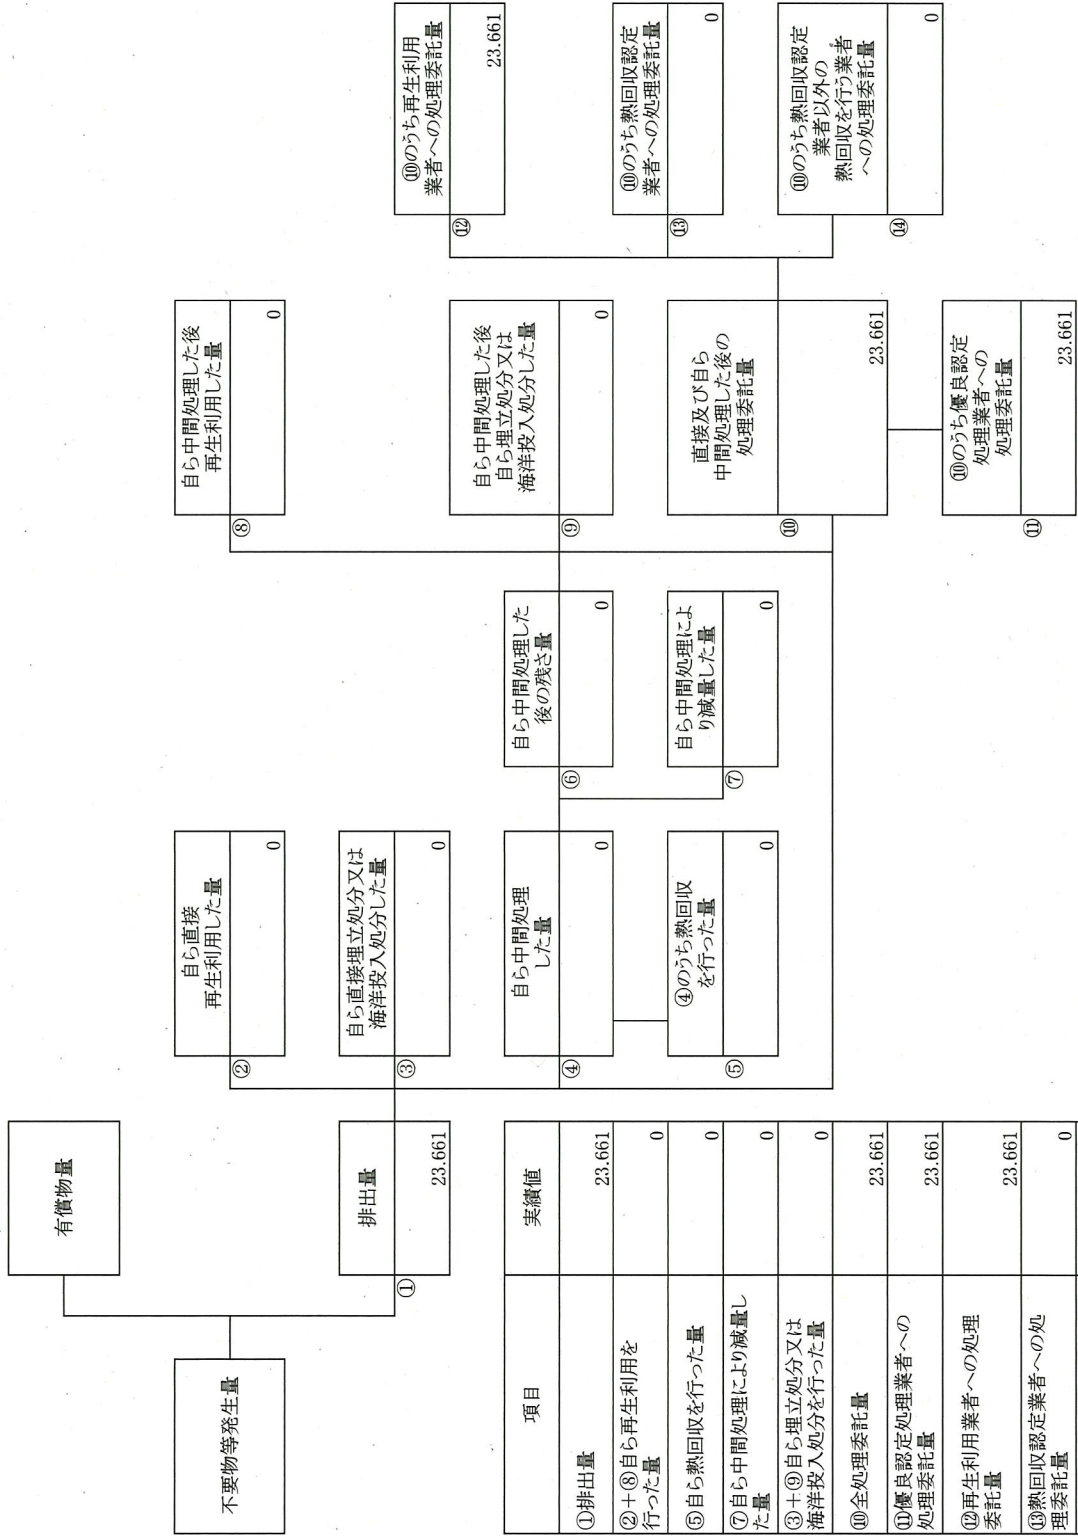 不要物等発生量
有償物量
①
排出量
23.661
②
自ら直接
再生利用した量
0
③
自ら直接埋立処分又は
海洋投入処分した量
0
④
自ら中間処理
した量
0
⑤
④のうち熱回収
を行った量
0
⑥
自ら中間処理した
後の残さ量
0
⑦
自ら中間処理によ
り減量した量
0
⑧
自ら中間処理した後
再生利用した量
0
⑨
自ら中間処理した後
自ら埋立処分又は
海洋投入処分した量
0
⑩
直接及び自ら
中間処理した後の
処理委託量
23.661
⑪
⑩のうち優良認定
処理業者への
処理委託量
23.661
⑫
⑩のうち再生利用
業者への処理委託量
23.661
⑬
⑩のうち熱回収認定
業者への処理委託量
0
⑭
⑩のうち熱回収認定
業者以外の
熱回収を行う業者
への処理委託量
0
項目 実績値
①排出量 23.661
②+⑧自ら再生利用を
行った量 0
⑤自ら熱回収を行った量 0
⑦自ら中間処理により減量し
た量 0
③+⑨自ら埋立処分又は
海洋投入処分を行った量 0
⑩全処理委託量 23.661
⑪優良認定処理業者への
処理委託量 23.661
⑫再生利用業者への処理
委託量 23.661
⑬熱回収認定業者への処
理委託量 0